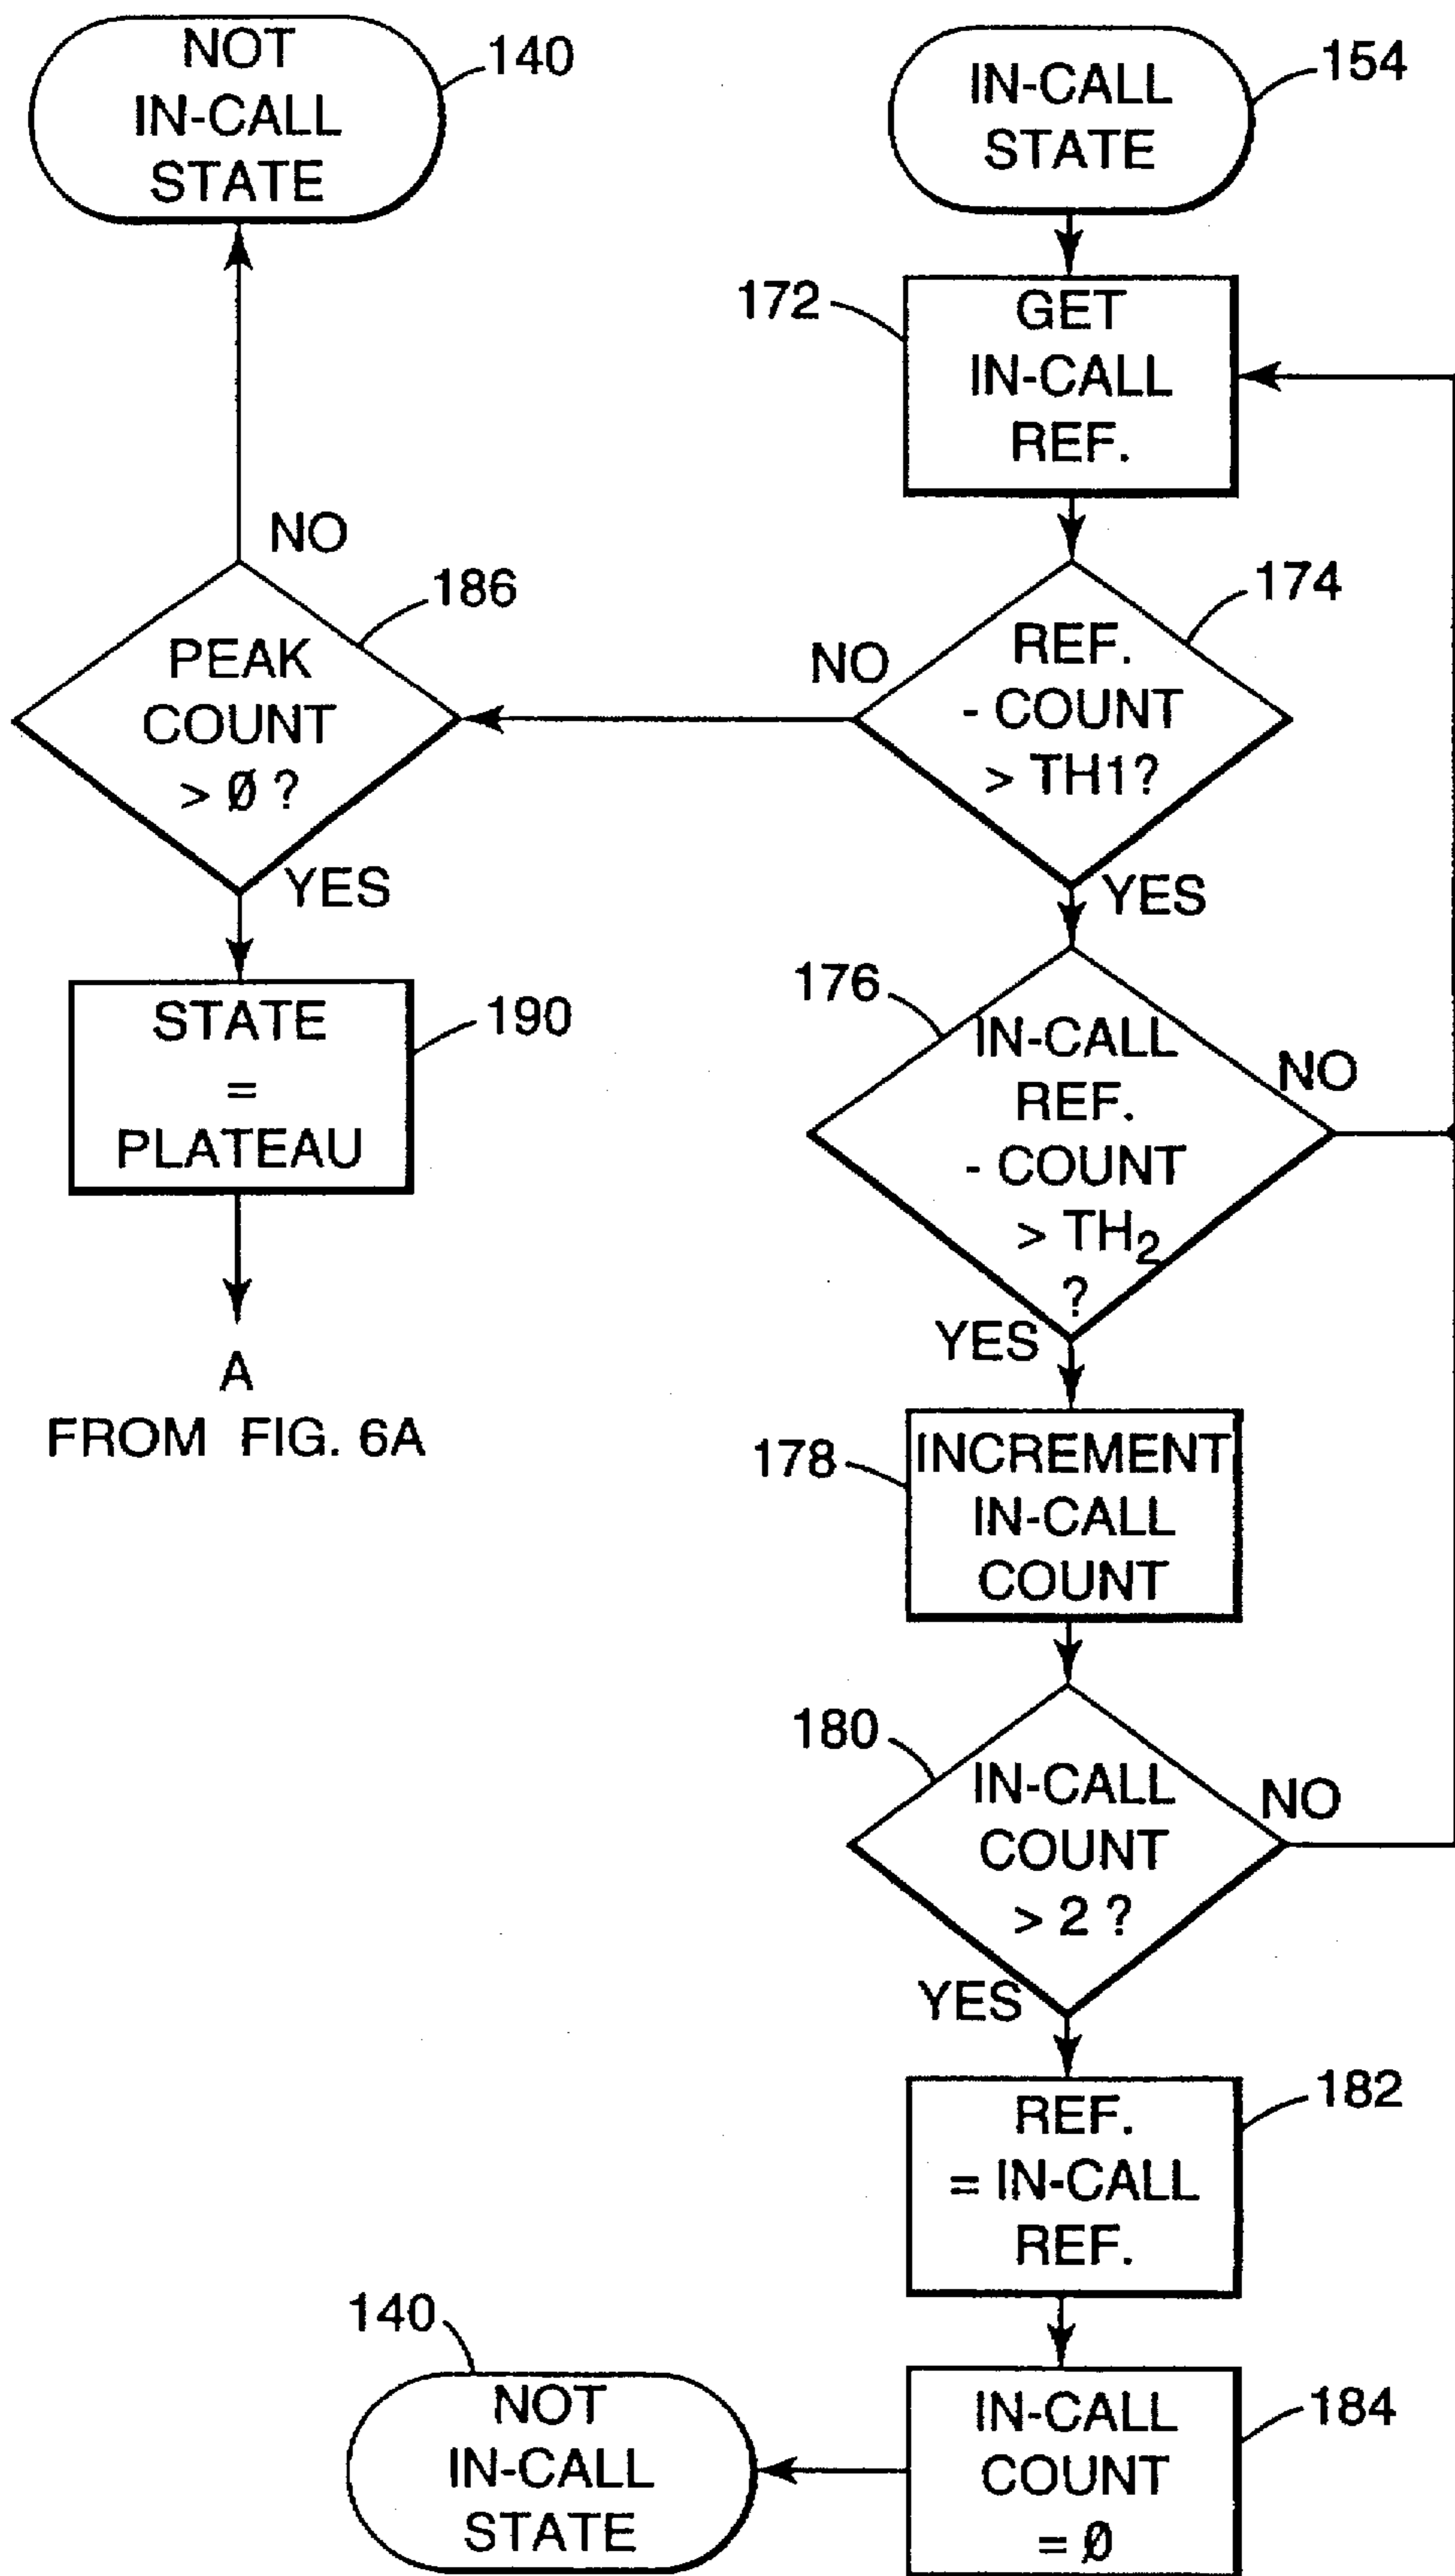 NOT
IN-CALL
STATE
140
IN-CALL
STATE
154
172
GET
IN-CALL
REF.
NO
186
PEAK
COUNT
> Ø ?
YES
NO
174
REF.
- COUNT
> TH1?
YES
STATE
=
PLATEAU
190
A
FROM FIG. 6A
176
IN-CALL
REF.
- COUNT
> TH₂
?
NO
YES
178
INCREMENT
IN-CALL
COUNT
180
IN-CALL
COUNT
> 2 ?
NO
YES
182
REF.
= IN-CALL
REF.
140
NOT
IN-CALL
STATE
184
IN-CALL
COUNT
= Ø